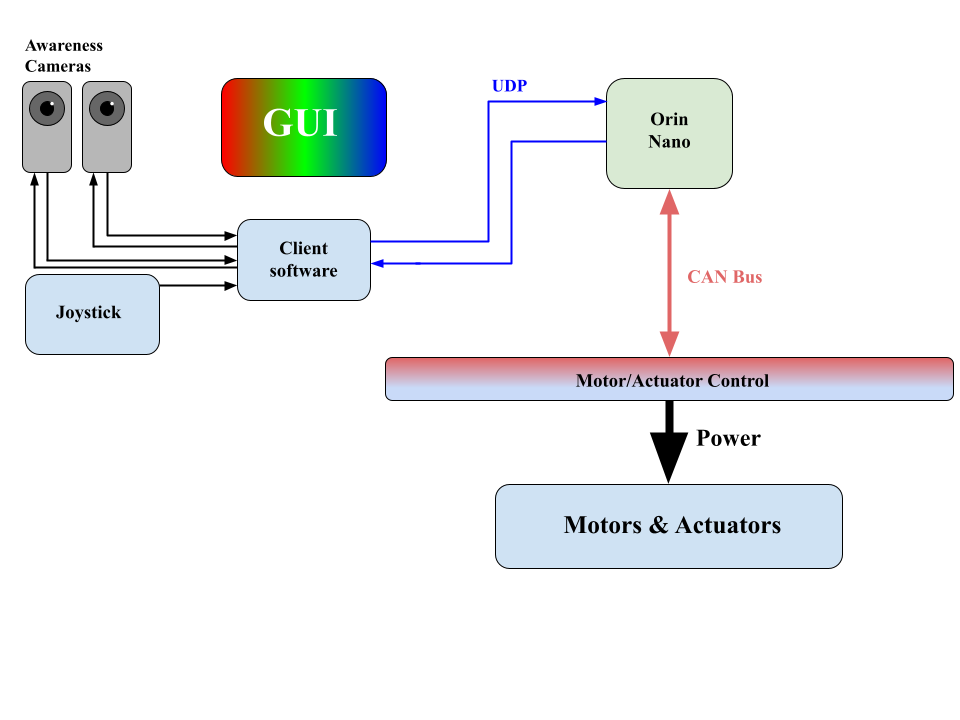 Awareness
Cameras
GUI
UDP
Orin
Nano
Client
software
CAN Bus
Joystick
Motor/Actuator Control
Power
Motors & Actuators